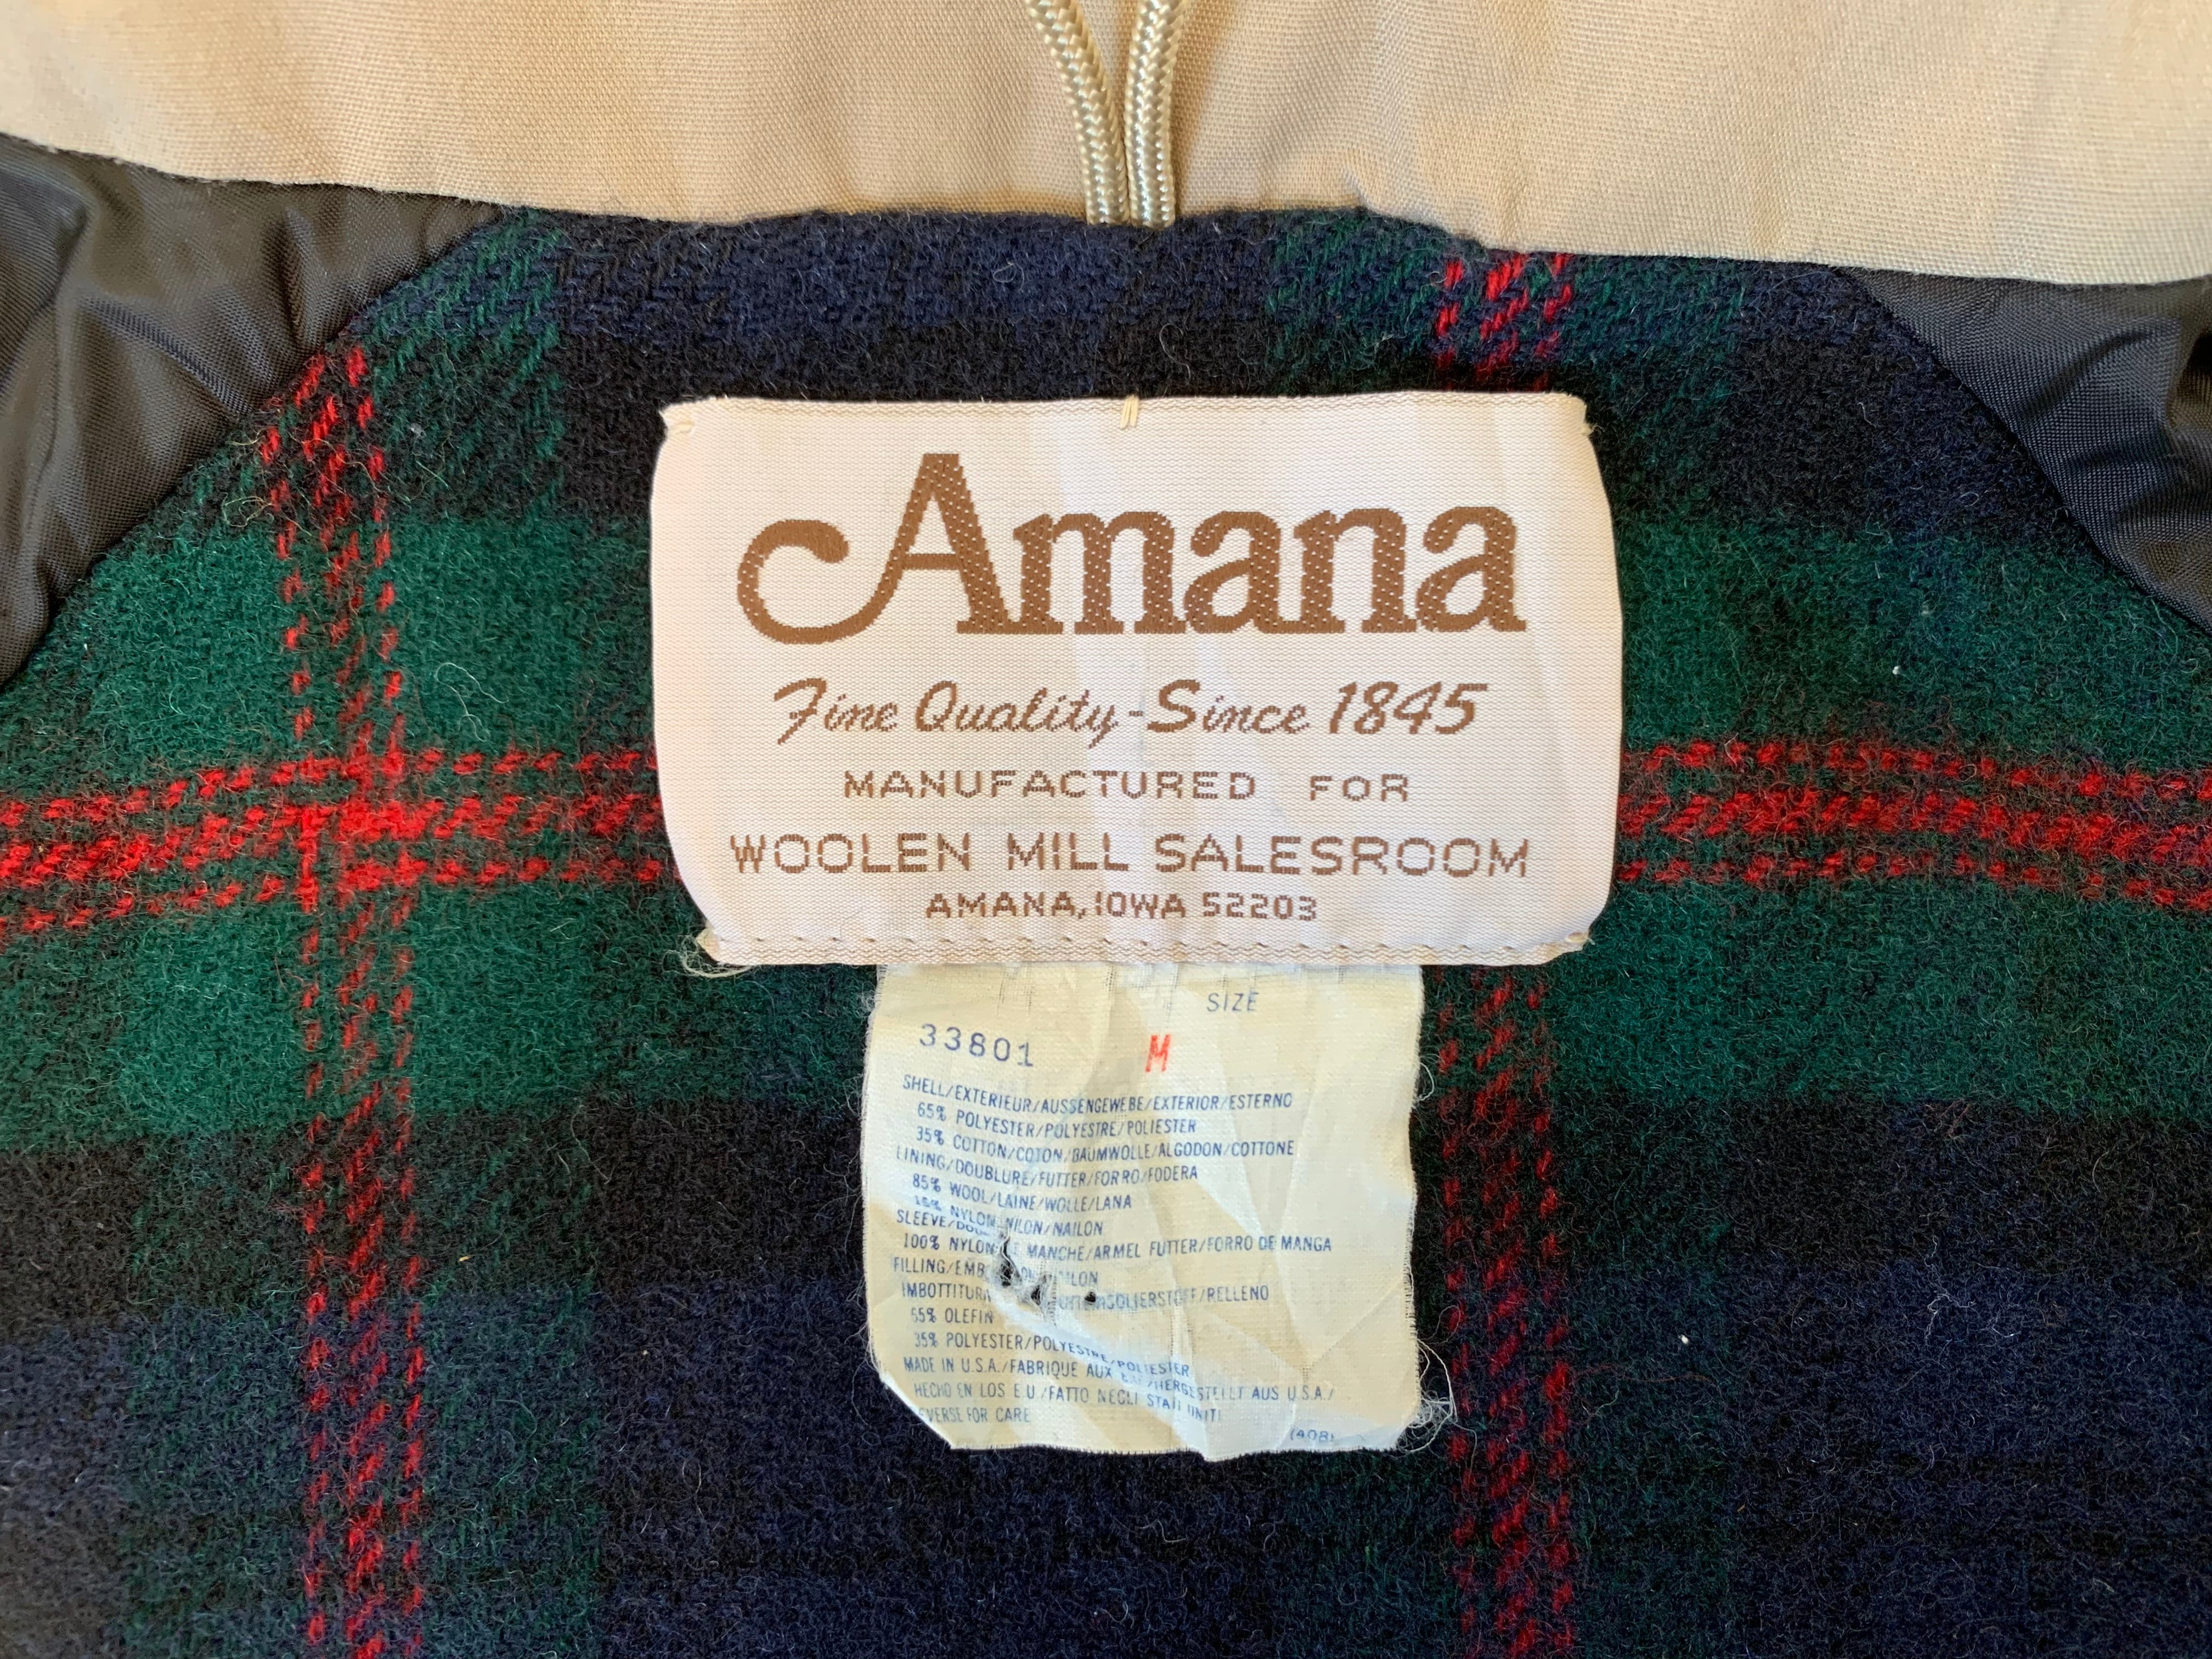 Amana
Fine Quality-Since 1845
MANUFACTURED FOR
WOOLEN MILL SALESROOM
AMANA, IOWA 52203
SIZE
33801 M
SHELL/EXTERIEUR/AUSSENGEWEBE/EXTERIOR/ESTERNO
65% POLYESTER/POLYESTRE/POLIESTER
35% COTTON/COTON/BAUMWOLLE/ALGODON/COTTONE
LINING/DOUBLURE/FUTTER/FORRO/FODERA
85% WOOL/LAINE/WOLLE/LANA
15% NYLON NILON/NAILON
SLEEVE/ MANCHE/ARMEL FUTTER/FORRO DE MANGA
100% NYLON
FILLING/
IMBOTTITURA /RELLENO
65% OLEFIN
35% POLYESTER/POLYESTRE/POLIESTER
MADE IN U.S.A./FABRIQUE AUX /HERGESTELLT AUS U.S.A./
HECHO EN LOS E.U./FATTO NEGLI STATI UNITI
FOR CARE
(408)